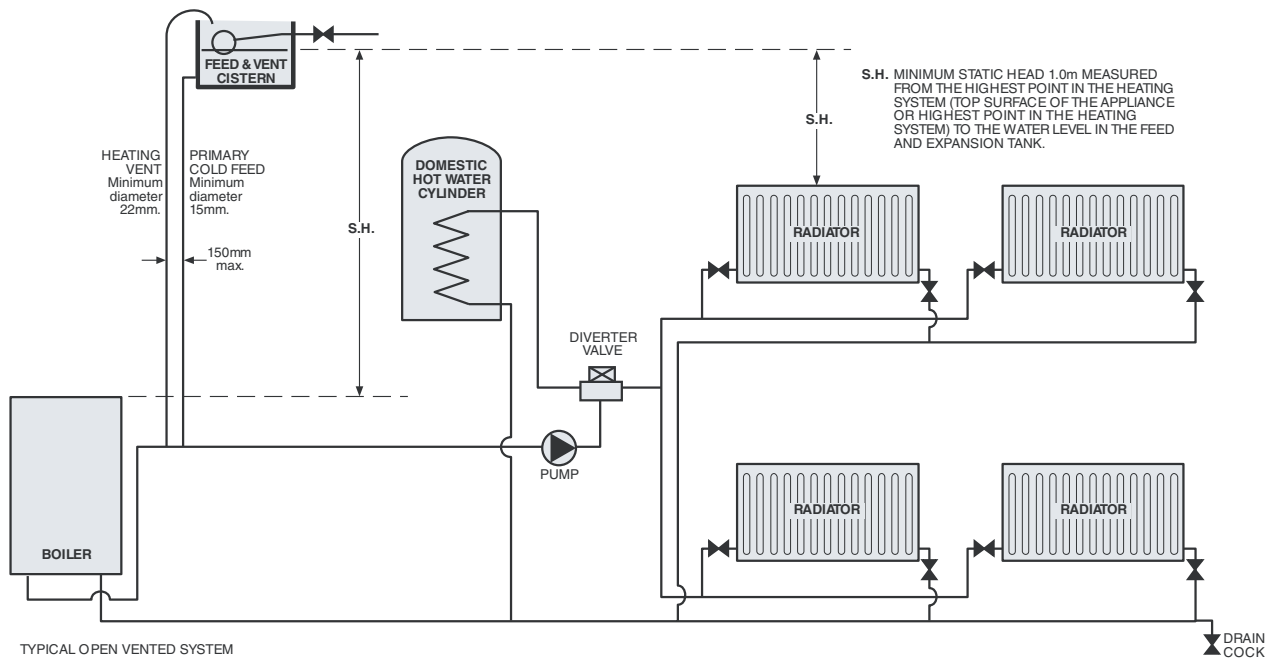 FEED & VENT
CISTERN
S.H. MINIMUM STATIC HEAD 1.0m MEASURED
FROM THE HIGHEST POINT IN THE HEATING
SYSTEM (TOP SURFACE OF THE APPLIANCE
OR HIGHEST POINT IN THE HEATING
SYSTEM) TO THE WATER LEVEL IN THE FEED
AND EXPANSION TANK.
S.H.
HEATING
VENT
Minimum
diameter
22mm.
PRIMARY
COLD FEED
Minimum
diameter
15mm.
DOMESTIC
HOT WATER
CYLINDER
S.H.
150mm
max.
RADIATOR
RADIATOR
DIVERTER
VALVE
PUMP
RADIATOR
RADIATOR
BOILER
TYPICAL OPEN VENTED SYSTEM
DRAIN
COCK